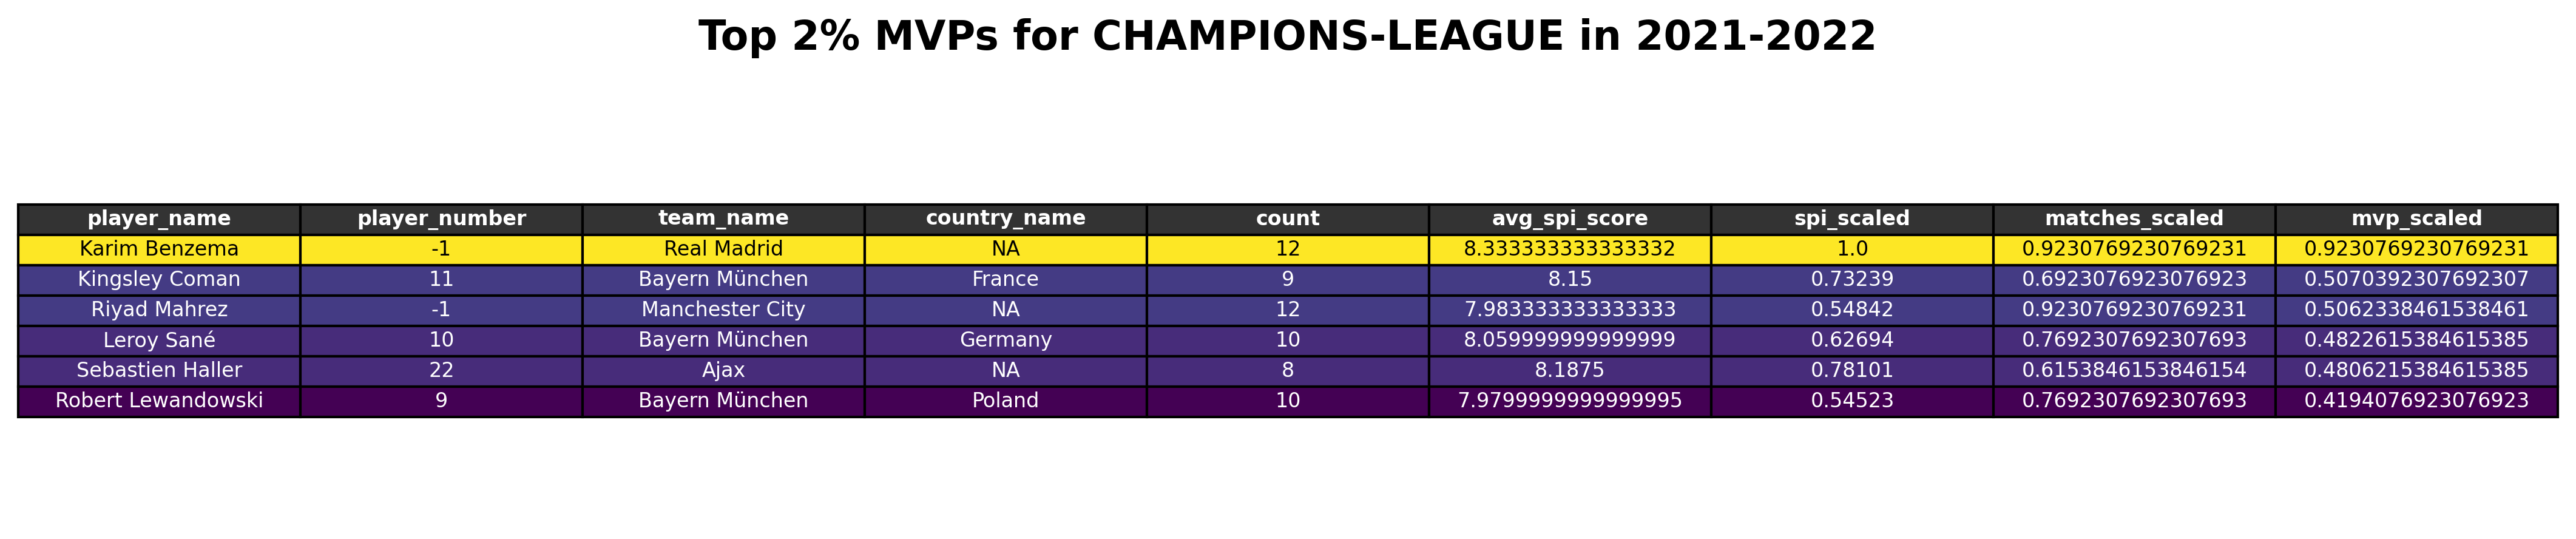 Top 2% MVPs for CHAMPIONS-LEAGUE in 2021-2022
player_name player_number team_name country_name count avg_spi_score spi_scaled matches_scaled mvp_scaled
Karim Benzema -1 Real Madrid NA 12 8.333333333333332 1.0 0.9230769230769231 0.9230769230769231
Kingsley Coman 11 Bayern München France 9 8.15 0.73239 0.6923076923076923 0.5070392307692307
Riyad Mahrez -1 Manchester City NA 12 7.983333333333333 0.54842 0.9230769230769231 0.5062338461538461
Leroy Sané 10 Bayern München Germany 10 8.059999999999999 0.62694 0.7692307692307693 0.4822615384615385
Sebastien Haller 22 Ajax NA 8 8.1875 0.78101 0.6153846153846154 0.4806215384615385
Robert Lewandowski 9 Bayern München Poland 10 7.9799999999999995 0.54523 0.7692307692307693 0.4194076923076923